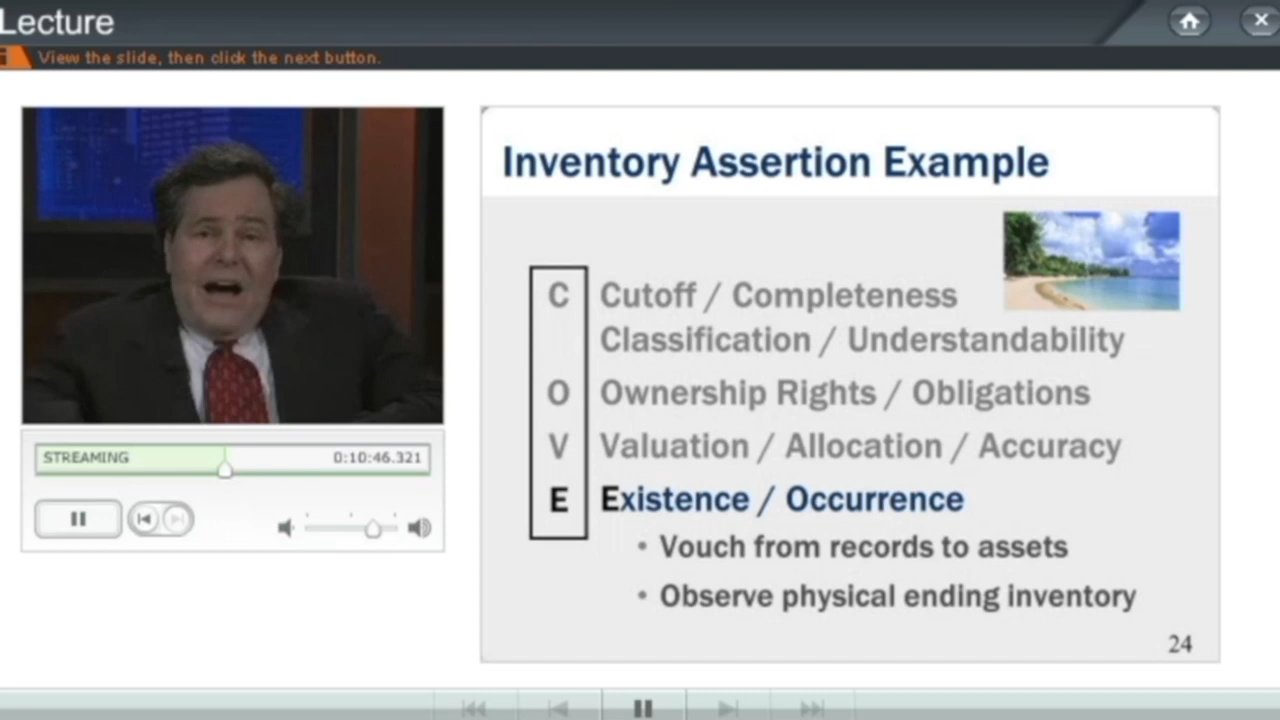 Lecture
View the slide, then click the next button.
Inventory Assertion Example
C Cutoff / Completeness
Classification / Understandability
O Ownership Rights / Obligations
V Valuation / Allocation / Accuracy
E Existence / Occurrence
• Vouch from records to assets
• Observe physical ending inventory
24
STREAMING 0:10:46.321